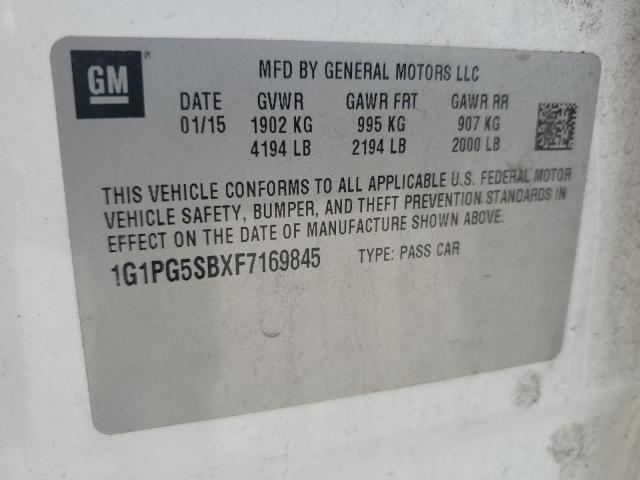 GM
MFD BY GENERAL MOTORS LLC
DATE GVWR GAWR FRT GAWR RR
01/15 1902 KG 995 KG 907 KG
4194 LB 2194 LB 2000 LB
THIS VEHICLE CONFORMS TO ALL APPLICABLE U.S. FEDERAL MOTOR
VEHICLE SAFETY, BUMPER, AND THEFT PREVENTION STANDARDS IN
EFFECT ON THE DATE OF MANUFACTURE SHOWN ABOVE.
1G1PG5SBXF7169845 TYPE: PASS CAR